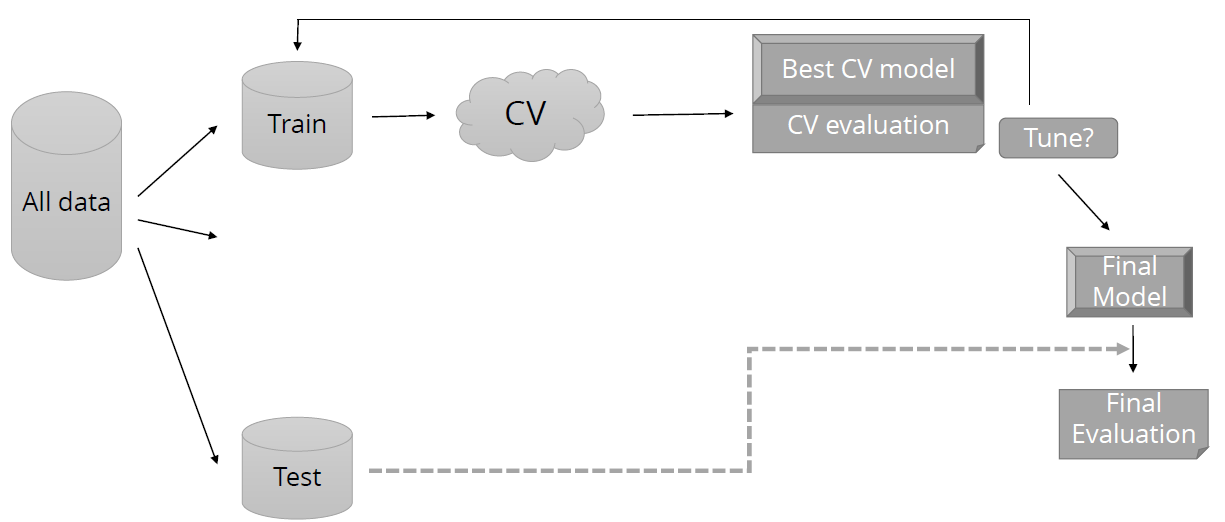 All data
Train
CV
Best CV model
CV evaluation
Tune?
Final
Model
Final
Evaluation
Test